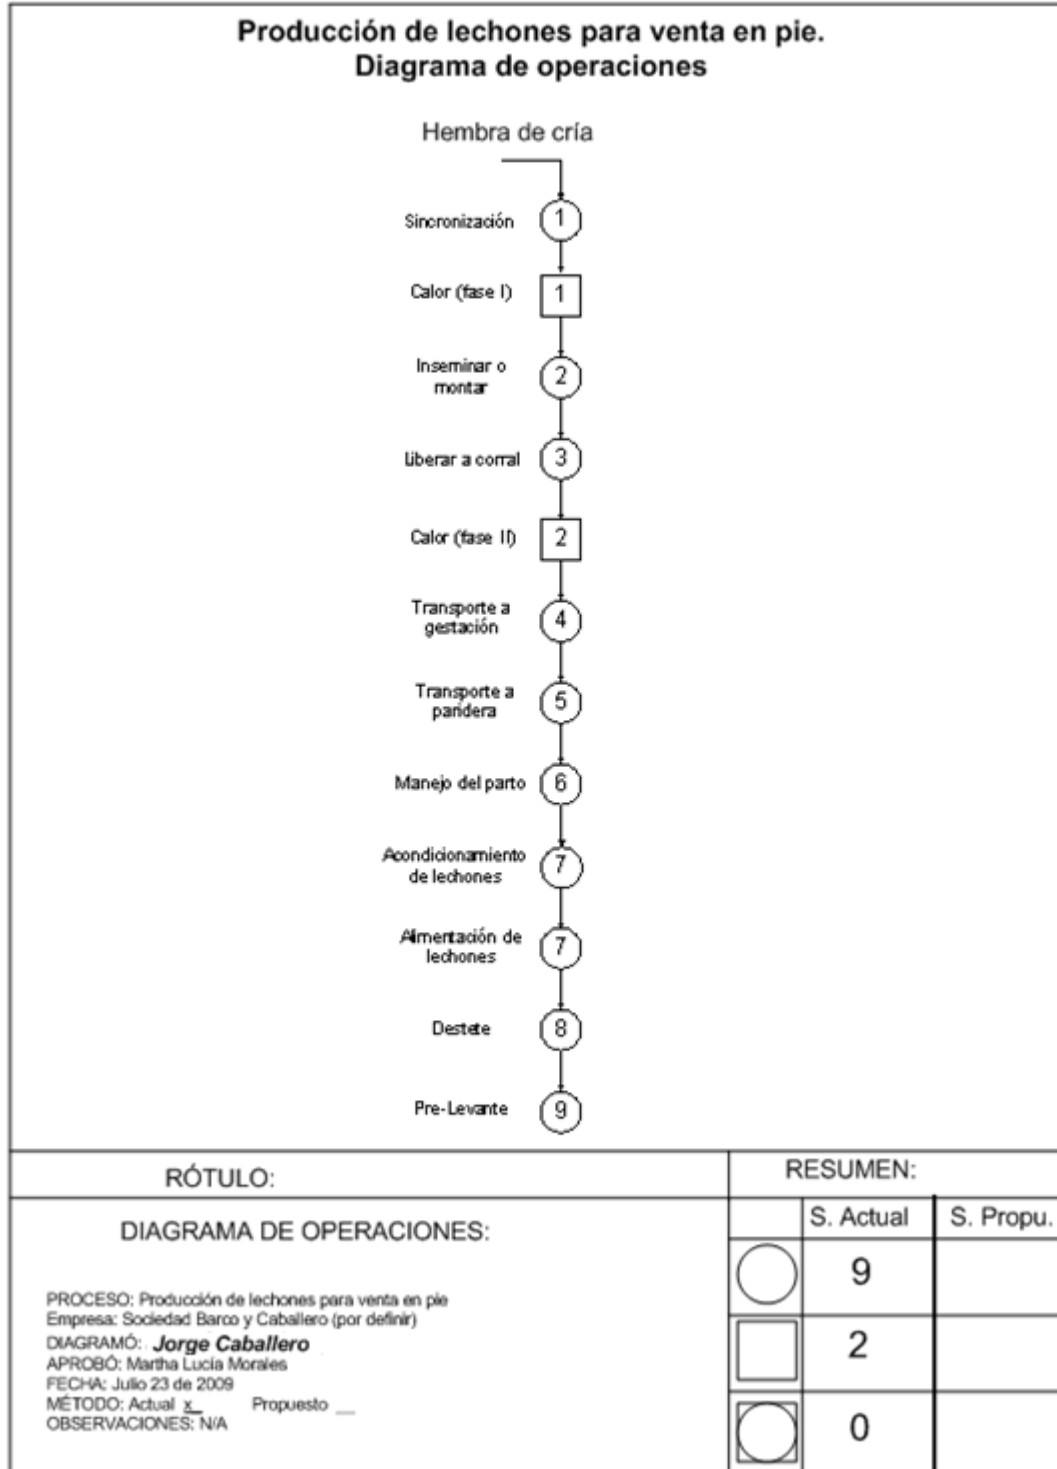 Producción de lechones para venta en pie.
Diagrama de operaciones
Hembra de cría
Sincronización
1
Calor (fase I)
1
Inseminar o
montar
2
Liberar a corral
3
Calor (fase II)
2
Transporte a
gestación
4
Transporte a
paridera
5
Manejo del parto
6
Acondicionamiento
de lechones
7
Alimentación de
lechones
7
Destete
8
Pre-Levante
9
RÓTULO:
RESUMEN:
S. Actual
S. Propu.
DIAGRAMA DE OPERACIONES:
9
2
0
PROCESO: Producción de lechones para venta en pie
Empresa: Sociedad Barco y Caballero (por definir)
DIAGRAMÓ: Jorge Caballero
APROBÓ: Martha Lucía Morales
FECHA: Julio 23 de 2009
MÉTODO: Actual x_ Propuesto __
OBSERVACIONES: N/A